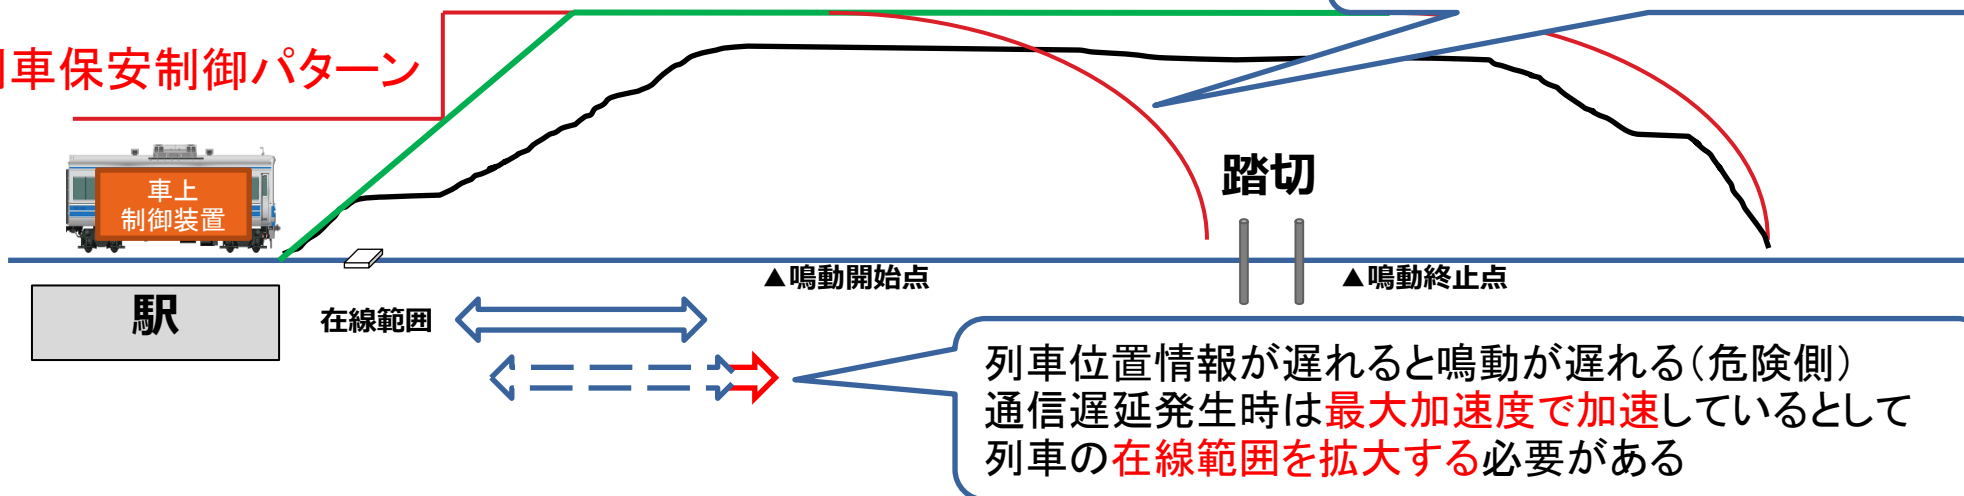 車保安制御パターン
車上
制御装置
踏切
▲鳴動開始点
▲鳴動終止点
駅
在線範囲
列車位置情報が遅れると鳴動が遅れる(危険側)
通信遅延発生時は最大加速度で加速しているとして
列車の在線範囲を拡大する必要がある